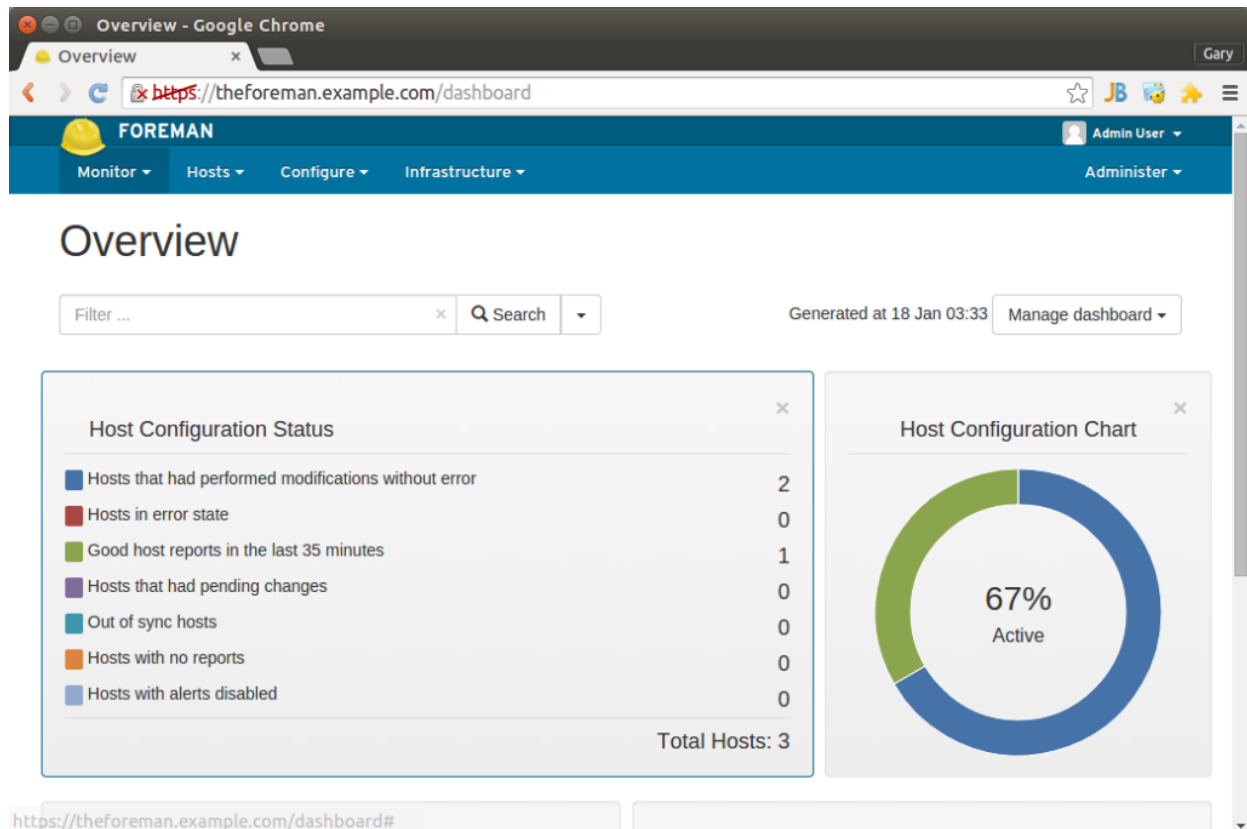 Overview - Google Chrome
Overview
Gary
https://theforeman.example.com/dashboard
JB
FOREMAN
Admin User
Monitor Hosts Configure Infrastructure Administer
Overview
Filter ... Search Generated at 18 Jan 03:33 Manage dashboard
Host Configuration Status
Hosts that had performed modifications without error 2
Hosts in error state 0
Good host reports in the last 35 minutes 1
Hosts that had pending changes 0
Out of sync hosts 0
Hosts with no reports 0
Hosts with alerts disabled 0
Total Hosts: 3
Host Configuration Chart
67%
Active
https://theforeman.example.com/dashboard#